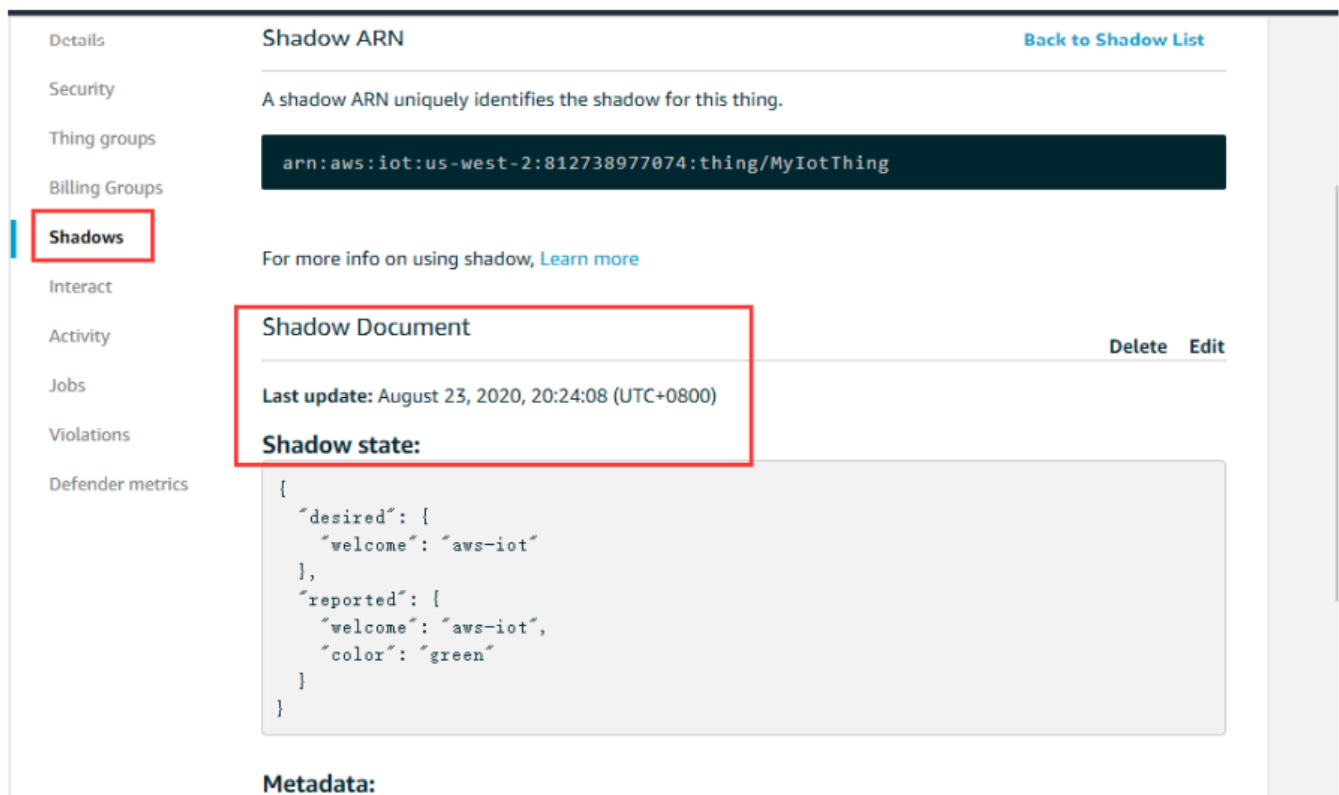 Details
Security
Thing groups
Billing Groups
Shadows
Interact
Activity
Jobs
Violations
Defender metrics
Shadow ARN
Back to Shadow List
A shadow ARN uniquely identifies the shadow for this thing.
arn:aws:iot:us-west-2:812738977074:thing/MyIotThing
For more info on using shadow, Learn more
Shadow Document
Delete Edit
Last update: August 23, 2020, 20:24:08 (UTC+0800)
Shadow state:
{
  "desired": {
    "welcome": "aws-iot"
  },
  "reported": {
    "welcome": "aws-iot",
    "color": "green"
  }
}
Metadata: